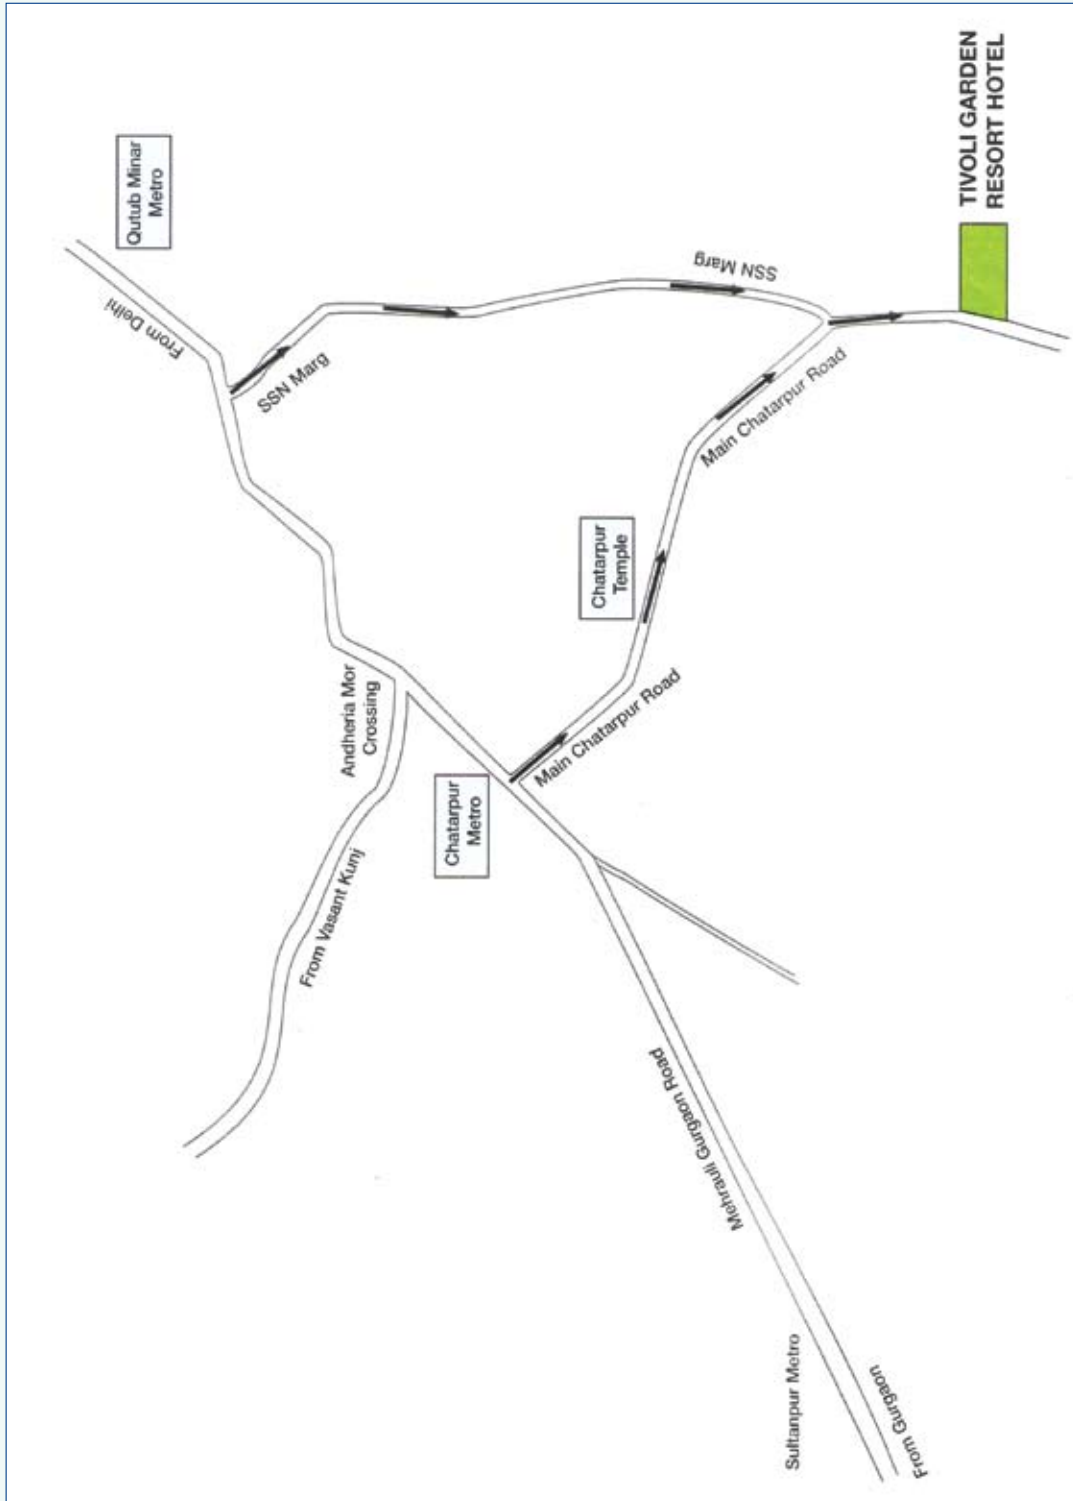 TIVOLI GARDEN
RESORT HOTEL
Qutub Minar
Metro
From Delhi
SSN Marg
SSN Marg
Main Chatarpur Road
Chatarpur
Temple
Andheria Mor
Crossing
Main Chatarpur Road
Chatarpur
Metro
From Vasant Kunj
Mehrauli Gurgaon Road
Sultanpur Metro
From Gurgaon